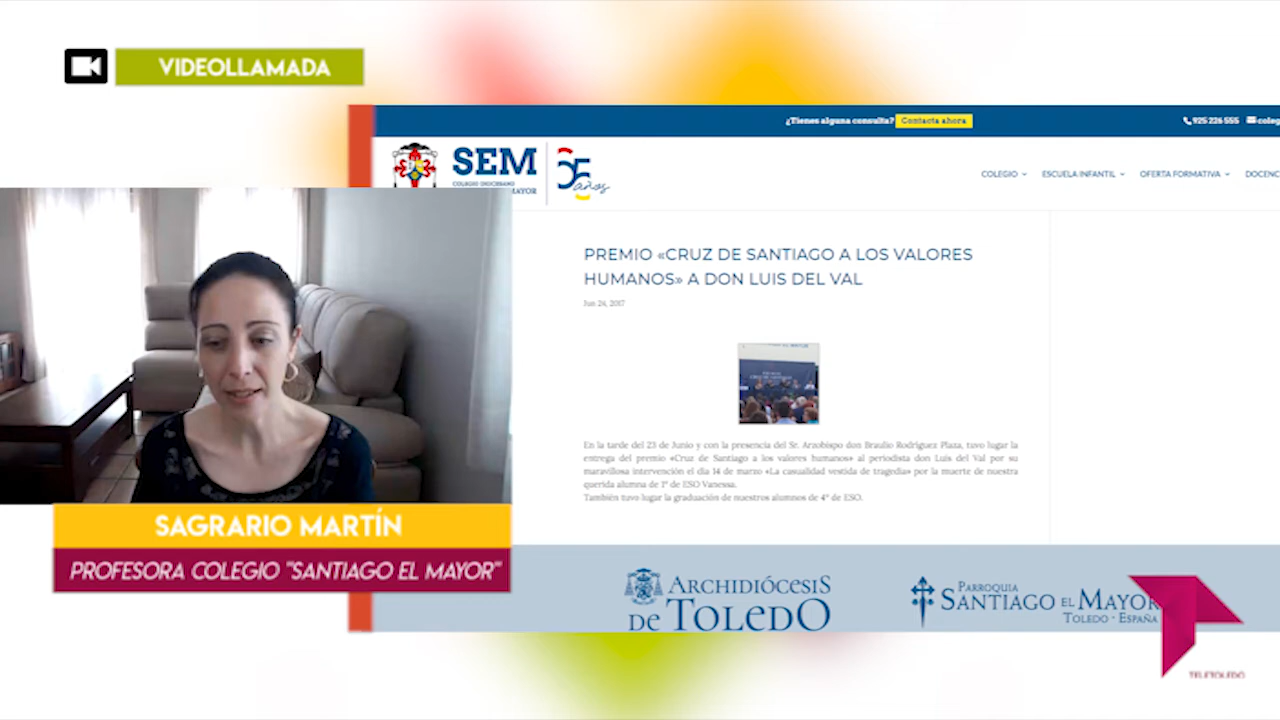 VIDEOLLAMADA
¿Tienes alguna consulta? Contacta ahora
925 226 555
SEM
COLEGIO DIOCESANO
MAYOR
años
COLEGIO
ESCUELA INFANTIL
OFERTA FORMATIVA
DOCENC
PREMIO «CRUZ DE SANTIAGO A LOS VALORES
HUMANOS» A DON LUIS DEL VAL
Jun 24, 2017
En la tarde del 23 de Junio y con la presencia del Sr. Arzobispo don Braulio Rodríguez Plaza, tuvo lugar la
entrega del premio «Cruz de Santiago a los valores humanos» al periodista don Luis del Val por su
maravillosa intervención el día 14 de marzo «La casualidad vestida de tragedia» por la muerte de nuestra
querida alumna de 1º de ESO Vanessa.
También tuvo lugar la graduación de nuestros alumnos de 4º de ESO.
SAGRARIO MARTÍN
PROFESORA COLEGIO "SANTIAGO EL MAYOR"
ARCHIDIÓCESIS
DE TOLEDO
PARROQUIA
SANTIAGO EL MAYOR
TOLEDO · ESPAÑA
TELETOLEDO